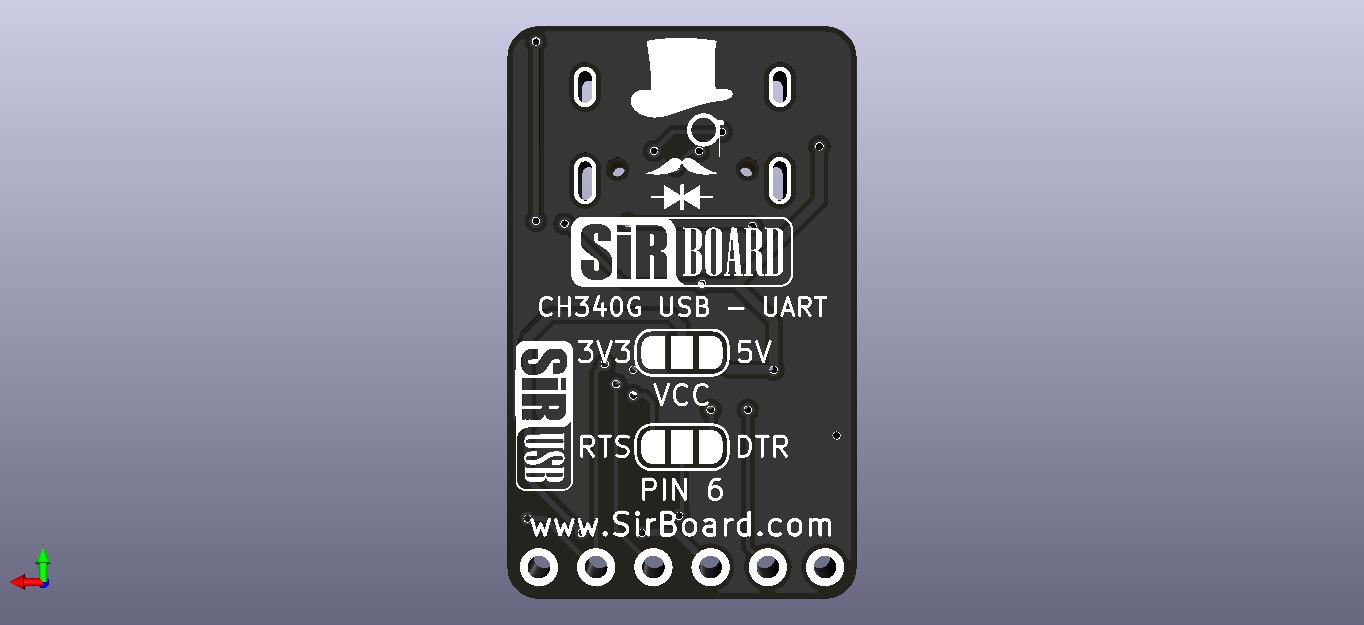 SiR BOARD
CH340G USB - UART
3V3 5V
VCC
SiR USB
RTS DTR
PIN 6
www.SirBoard.com